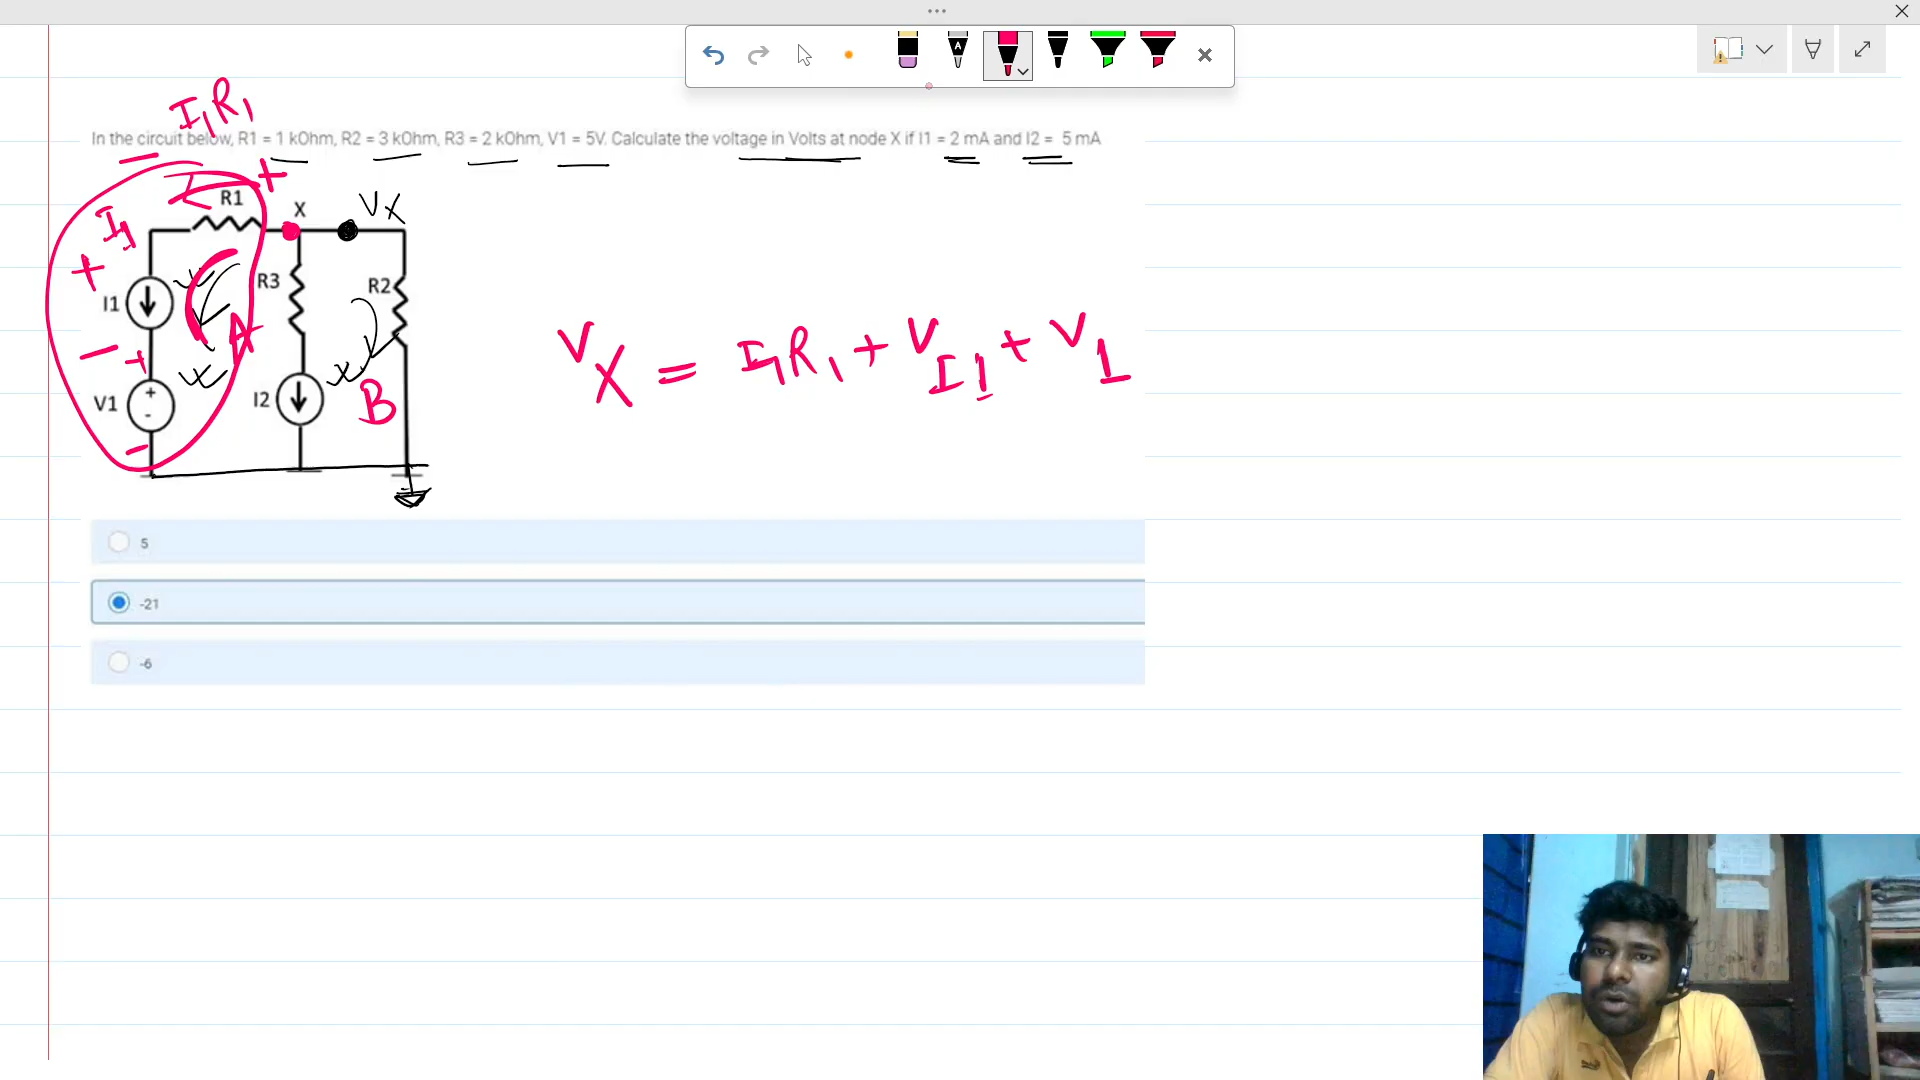 I1R1
In the circuit below, R1 = 1 kOhm, R2 = 3 kOhm, R3 = 2 kOhm, V1 = 5V. Calculate the voltage in Volts at node X if I1 = 2 mA and I2 = 5 mA
- +
R1
X
VX
I1
+
I1
R3
R2
A
- +
VX = I1R1 + VI1 + V1
V1
+
-
I2
B
-
5
-21
-6